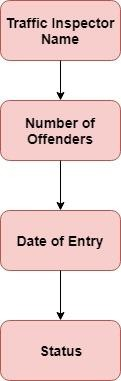 Traffic Inspector
Name
Number of
Offenders
Date of Entry
Status